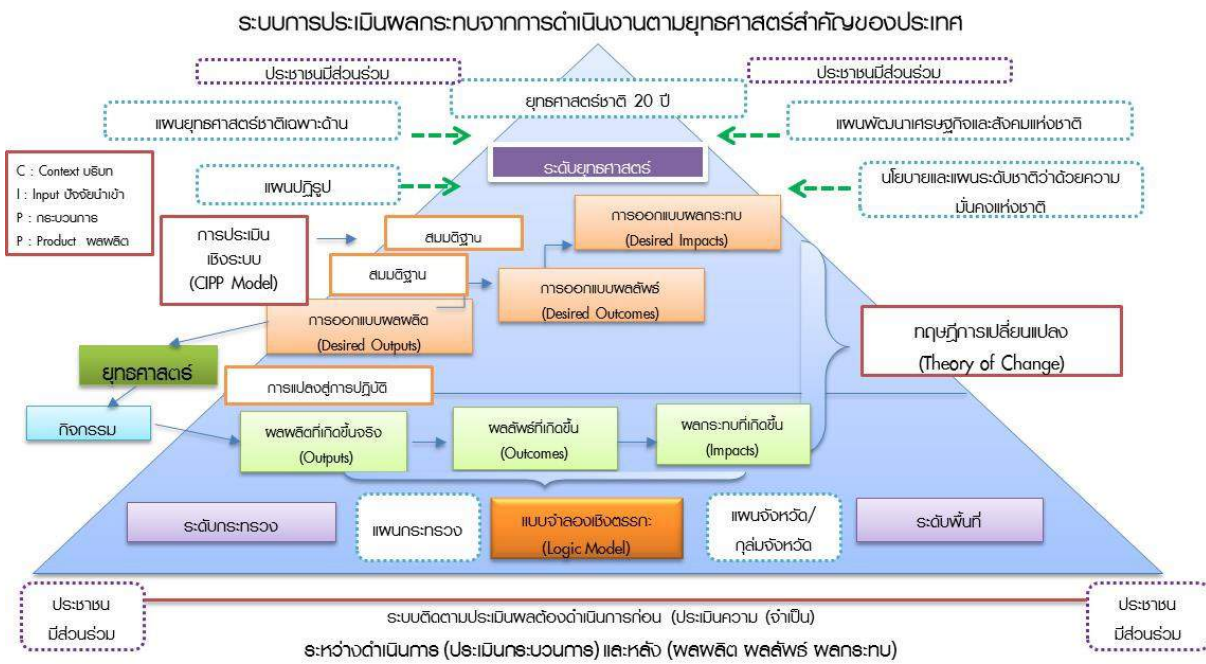 ระบบการประเมินผลกระทบจากการดำเนินงานตามยุทธศาสตร์สำคัญของประเทศ
ประชาชนมีส่วนร่วม
ประชาชนมีส่วนร่วม
ยุทธศาสตร์ชาติ 20 ปี
แผนยุทธศาสตร์ชาติเฉพาะด้าน
แผนพัฒนาเศรษฐกิจและสังคมแห่งชาติ
ระดับยุทธศาสตร์
C : Context บริบท
I : Input ปัจจัยนำเข้า
P : กระบวนการ
P : Product ผลผลิต
แผนปฏิรูป
นโยบายและแผนระดับชาติว่าด้วยความ
มั่นคงแห่งชาติ
การประเมิน
เชิงระบบ
(CIPP Model)
สมมติฐาน
การออกแบบผลกระทบ
(Desired Impacts)
สมมติฐาน
การออกแบบผลลัพธ์
(Desired Outcomes)
การออกแบบผลผลิต
(Desired Outputs)
ทฤษฎีการเปลี่ยนแปลง
(Theory of Change)
ยุทธศาสตร์
การแปลงสู่การปฏิบัติ
กิจกรรม
ผลผลิตที่เกิดขึ้นจริง
(Outputs)
ผลลัพธ์ที่เกิดขึ้น
(Outcomes)
ผลกระทบที่เกิดขึ้น
(Impacts)
ระดับกระทรวง
แผนกระทรวง
แบบจำลองเชิงตรรกะ
(Logic Model)
แผนจังหวัด/
กลุ่มจังหวัด
ระดับพื้นที่
ประชาชน
มีส่วนร่วม
ระบบติดตามประเมินผลต้องดำเนินการก่อน (ประเมินความ (จำเป็น)
ระหว่างดำเนินการ (ประเมินกระบวนการ) และหลัง (ผลผลิต ผลลัพธ์ ผลกระทบ)
ประชาชน
มีส่วนร่วม